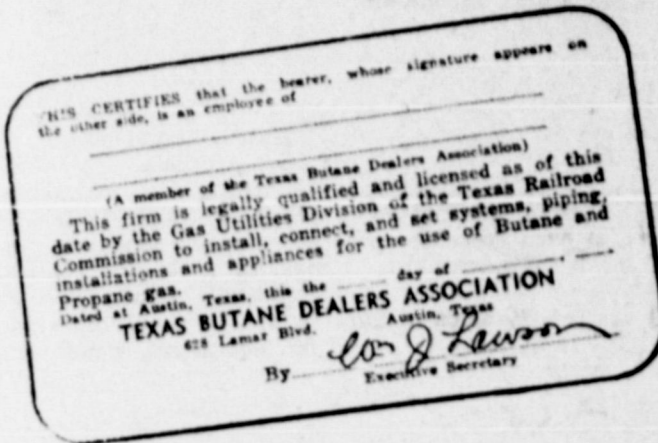 THIS CERTIFIES that the bearer, whose signature appears on
the other side, is an employee of
(A member of the Texas Butane Dealers Association)
This firm is legally qualified and licensed as of this
date by the Gas Utilities Division of the Texas Railroad
Commission to install, connect, and set systems, piping,
installations and appliances for the use of Butane and
Propane gas.
Dated at Austin, Texas, this the day of
TEXAS BUTANE DEALERS ASSOCIATION
628 Lamar Blvd. Austin, Texas
By J Lawson
Executive Secretary